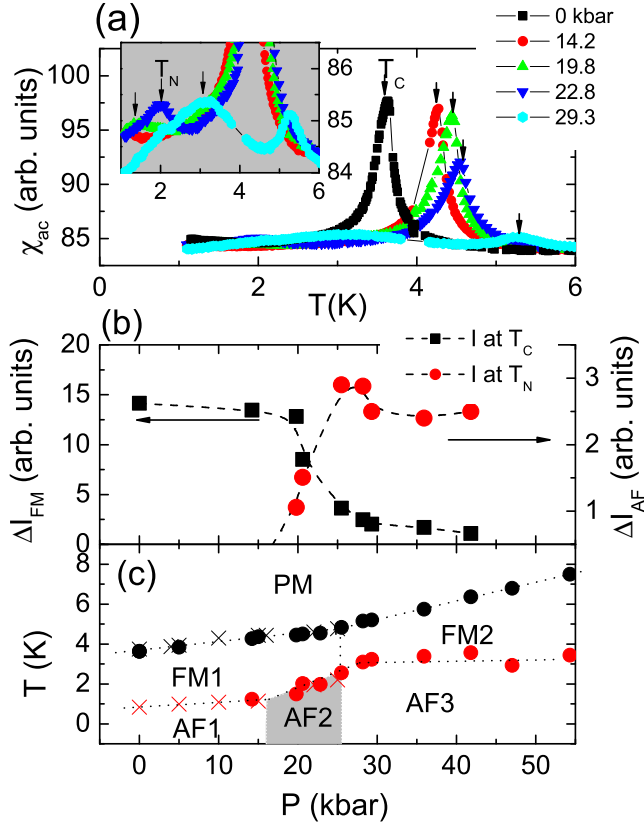 (a)
0 kbar
14.2
19.8
22.8
29.3
T_C
T_N
86
85
84
2 4 6
100
95
90
85
χ_ac (arb. units)
0 2 4 6
T(K)
(b)
I at T_C
I at T_N
20
15
10
5
0
ΔI_FM (arb. units)
3
2
1
ΔI_AF (arb. units)
(c)
PM
FM1
FM2
AF1
AF2
AF3
8
6
4
2
0
T (K)
0 10 20 30 40 50
P (kbar)